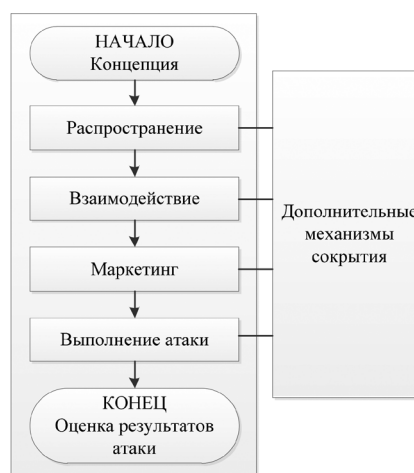 НАЧАЛО
Концепция
Распространение
Взаимодействие
Маркетинг
Выполнение атаки
КОНЕЦ
Оценка результатов
атаки
Дополнительные
механизмы
сокрытия